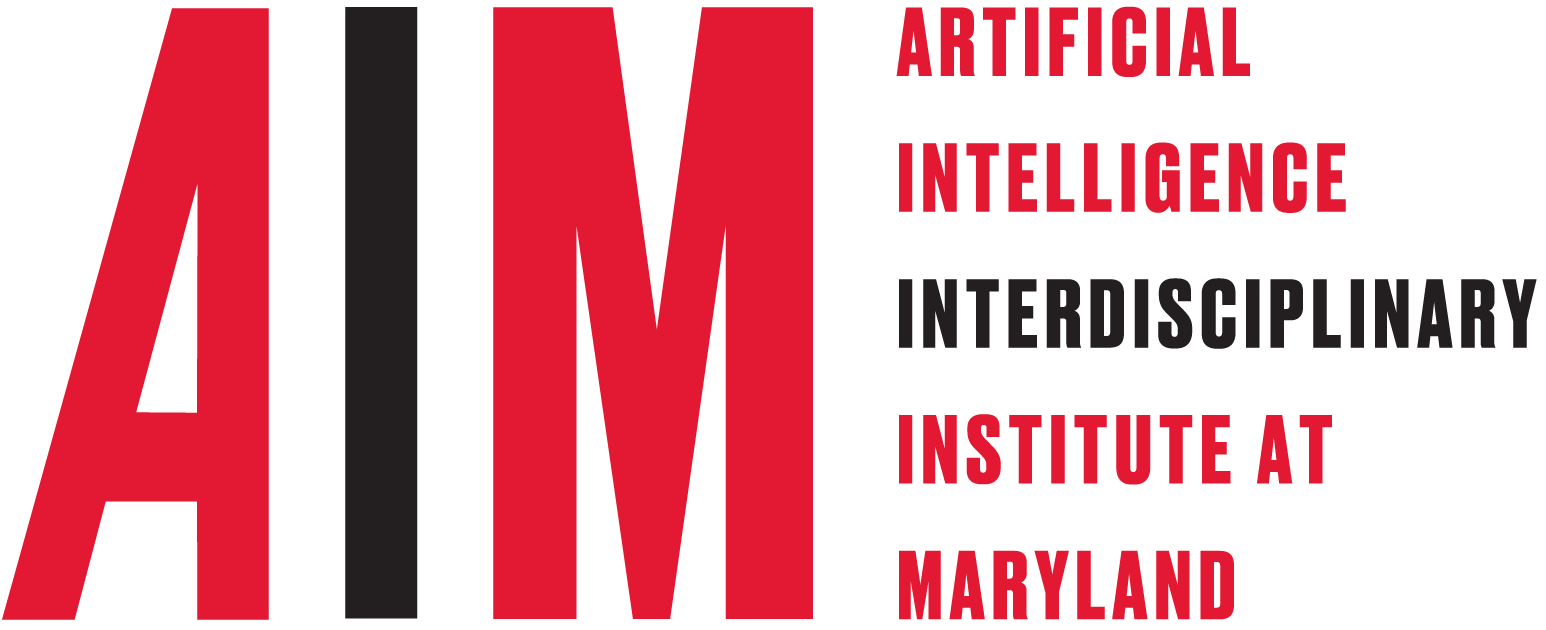 AIM
ARTIFICIAL
INTELLIGENCE
INTERDISCIPLINARY
INSTITUTE AT
MARYLAND